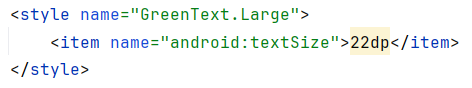 <style name="GreenText.Large">
    <item name="android:textSize">22dp</item>
</style>